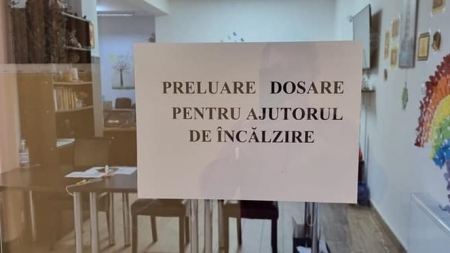 PRELUARE DOSARE
PENTRU AJUTORUL
DE ÎNCĂLZIRE